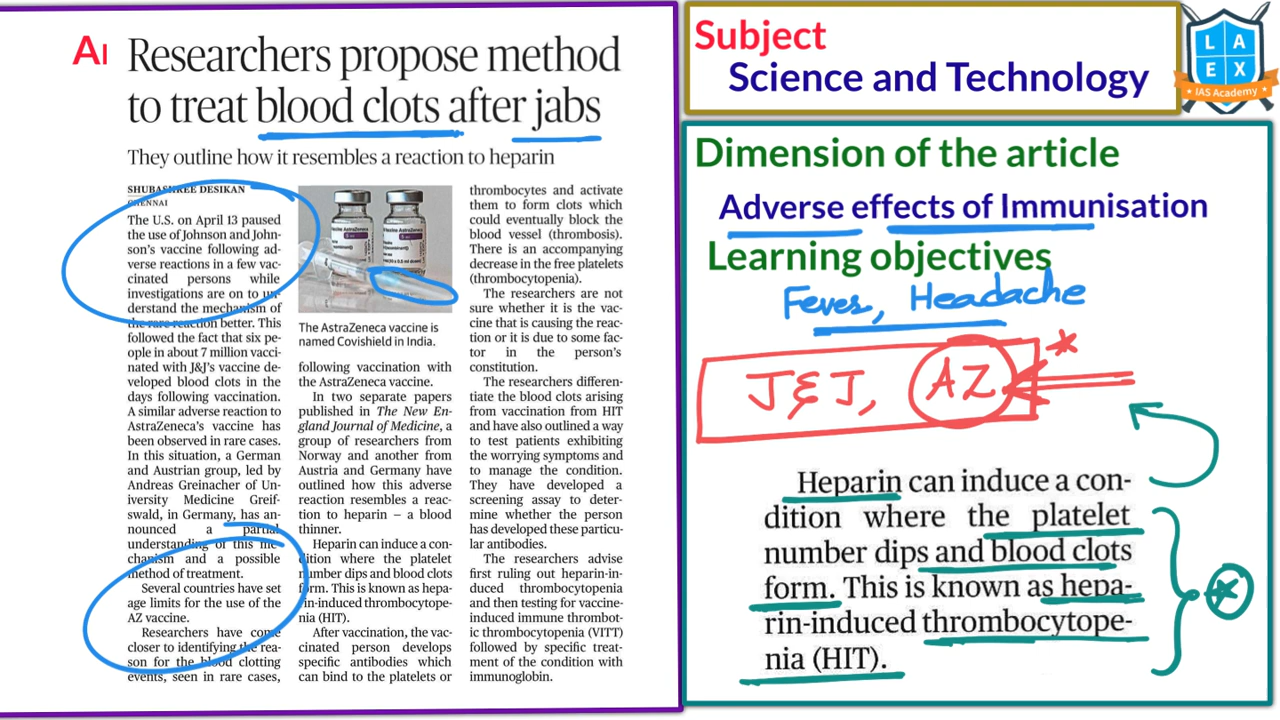 Al
Researchers propose method
to treat blood clots after jabs
They outline how it resembles a reaction to heparin
SHUBASHREE DESIKAN
CHENNAI
The U.S. on April 13 paused
the use of Johnson and John-
son's vaccine following ad-
verse reactions in a few vac-
cinated persons while
investigations are on to un-
derstand the mechanism of
the rare reaction better. This
followed the fact that six peo-
ple in about 7 million vacci-
nated with J&J's vaccine de-
veloped blood clots in the
days following vaccination.
A similar adverse reaction to
AstraZeneca's vaccine has
been observed in rare cases.
In this situation, a German
and Austrian group, led by
Andreas Greinacher of Un-
iversity Medicine Greif-
swald, in Germany, has an-
nounced a partial
understanding of this me-
chanism and a possible
method of treatment.
Several countries have set
age limits for the use of the
AZ vaccine.
Researchers have come
closer to identifying the rea-
son for the blood clotting
events, seen in rare cases,
The AstraZeneca vaccine is
named Covishield in India.
following vaccination with
the AstraZeneca vaccine.
In two separate papers
published in The New En-
gland Journal of Medicine, a
group of researchers from
Norway and another from
Austria and Germany have
outlined how this adverse
reaction resembles a reac-
tion to heparin – a blood
thinner.
Heparin can induce a con-
dition where the platelet
number dips and blood clots
form. This is known as hepa-
rin-induced thrombocytope-
nia (HIT).
After vaccination, the vac-
cinated person develops
specific antibodies which
can bind to the platelets or
thrombocytes and activate
them to form clots which
could eventually block the
blood vessel (thrombosis).
There is an accompanying
decrease in the free platelets
(thrombocytopenia).
The researchers are not
sure whether it is the vac-
cine that is causing the reac-
tion or it is due to some fac-
tor in the person's
constitution.
The researchers differen-
tiate the blood clots arising
from vaccination from HIT
and have also outlined a way
to test patients exhibiting
the worrying symptoms and
to manage the condition.
They have developed a
screening assay to deter-
mine whether the person
has developed these particu-
lar antibodies.
The researchers advise
first ruling out heparin-in-
duced thrombocytopenia
and then testing for vaccine-
induced immune thrombot-
ic thrombocytopenia (VITT)
followed by specific treat-
ment of the condition with
immunoglobin.
Subject
Science and Technology
LA
EX
IAS Academy
Dimension of the article
Adverse effects of Immunisation
Learning objectives
Fever, Headache
J&J, AZ
Heparin can induce a con-
dition where the platelet
number dips and blood clots
form. This is known as hepa-
rin-induced thrombocytope-
nia (HIT).